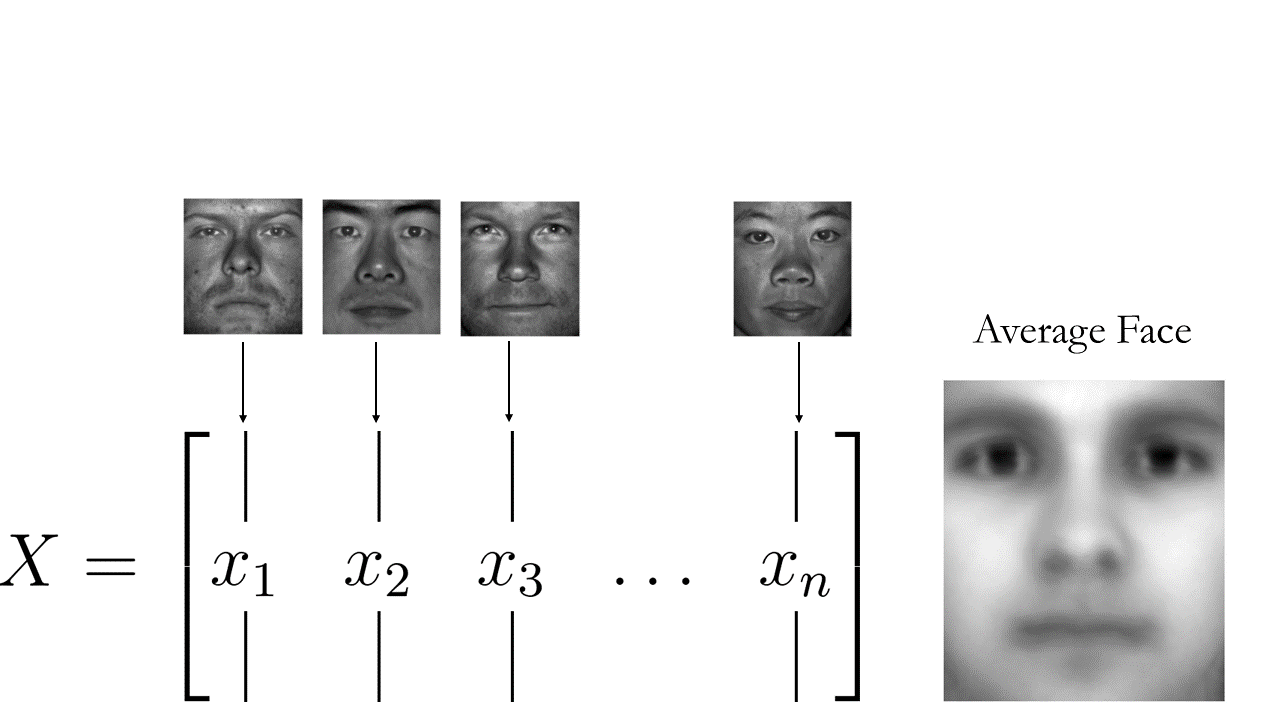 Average Face
X = [ x₁ x₂ x₃ … xₙ ]